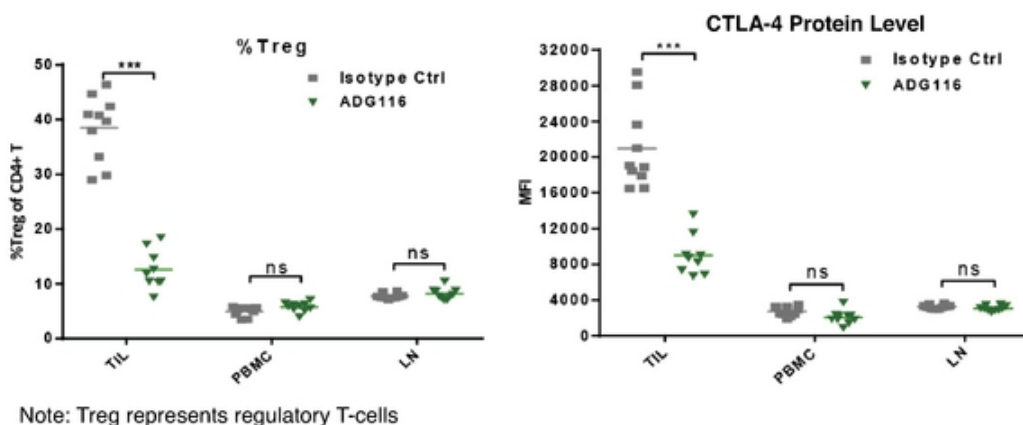 % Treg
%Treg of CD4+ T
50
40
30
20
10
0
***
ns
ns
Isotype Ctrl
ADG116
TIL
PBMC
LN
CTLA-4 Protein Level
MFI
32000
28000
24000
20000
16000
12000
8000
4000
0
***
ns
ns
Isotype Ctrl
ADG116
TIL
PBMC
LN
Note: Treg represents regulatory T-cells